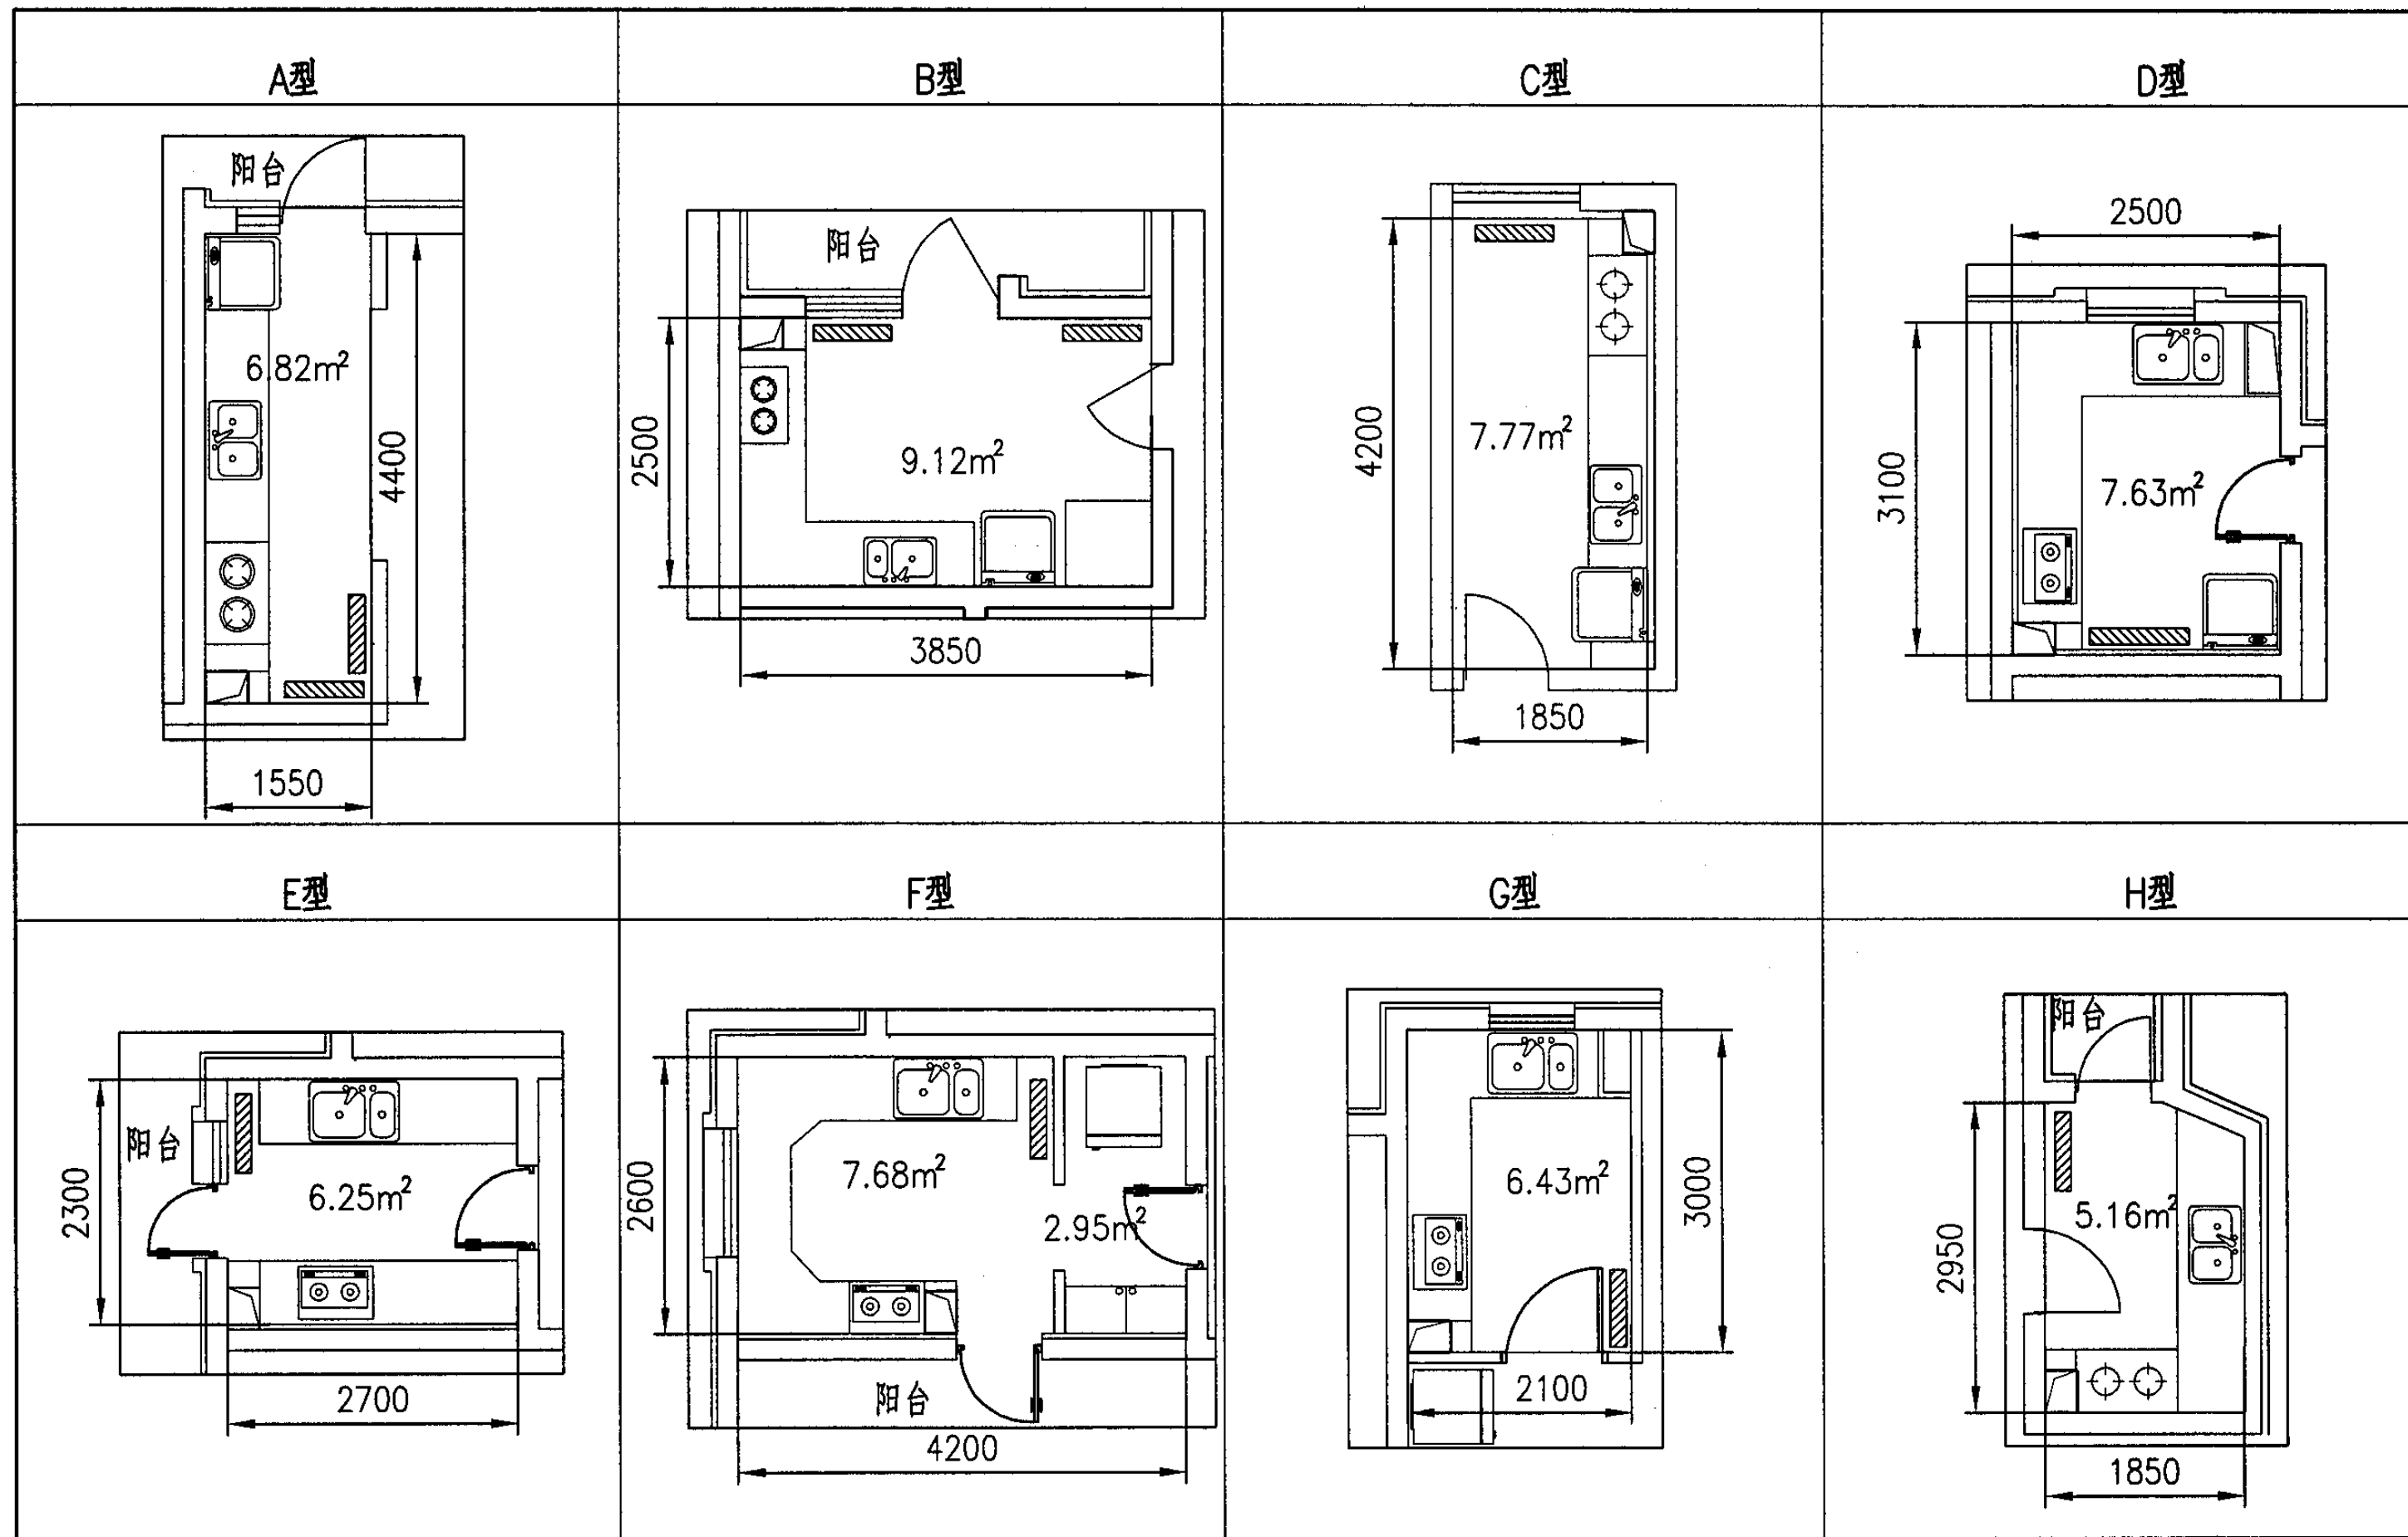 A型
B型
C型
D型
阳台
6.82m²
4400
1550
阳台
2500
9.12m²
3850
4200
7.77m²
1850
2500
3100
7.63m²
E型
F型
G型
H型
阳台
2300
6.25m²
2700
2600
7.68m²
2.95m²
阳台
4200
6.43m²
3000
2100
阳台
5.16m²
2950
1850